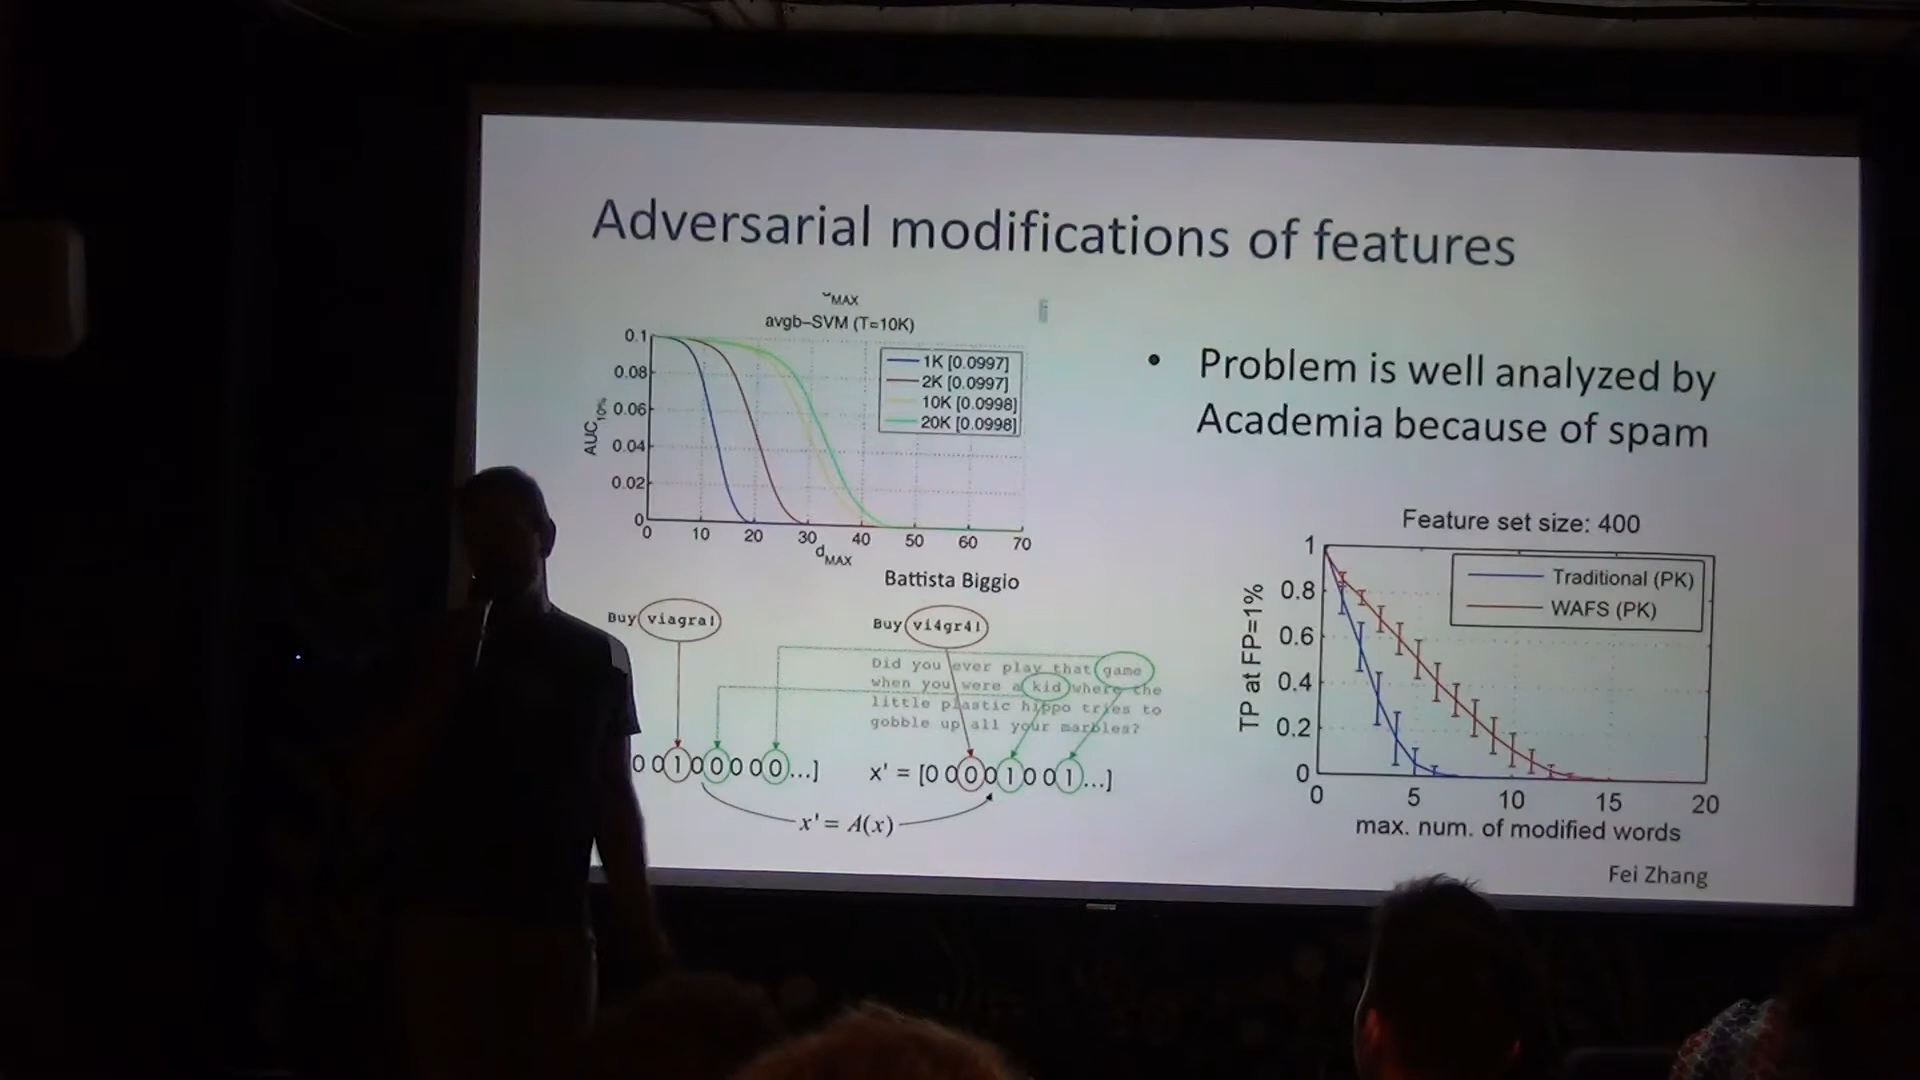 Adversarial modifications of features
MAX
avgb-SVM (T=10K)
0.1
0.08
0.06
0.04
0.02
0
AUC10%
1K [0.0997]
2K [0.0997]
10K [0.0998]
20K [0.0998]
0 10 20 30 40 50 60 70
dMAX
Battista Biggio
• Problem is well analyzed by
Academia because of spam
Buy viagra!
Buy vi4gr4!
Did you ever play that game
when you were a kid where the
little plastic hippo tries to
gobble up all your marbles?
0 0 1 0 0 0 0 0 ...]
x' = [0 0 0 0 1 0 0 1 ...]
x' = A(x)
Feature set size: 400
1
0.8
0.6
0.4
0.2
0
TP at FP=1%
Traditional (PK)
WAFS (PK)
0 5 10 15 20
max. num. of modified words
Fei Zhang